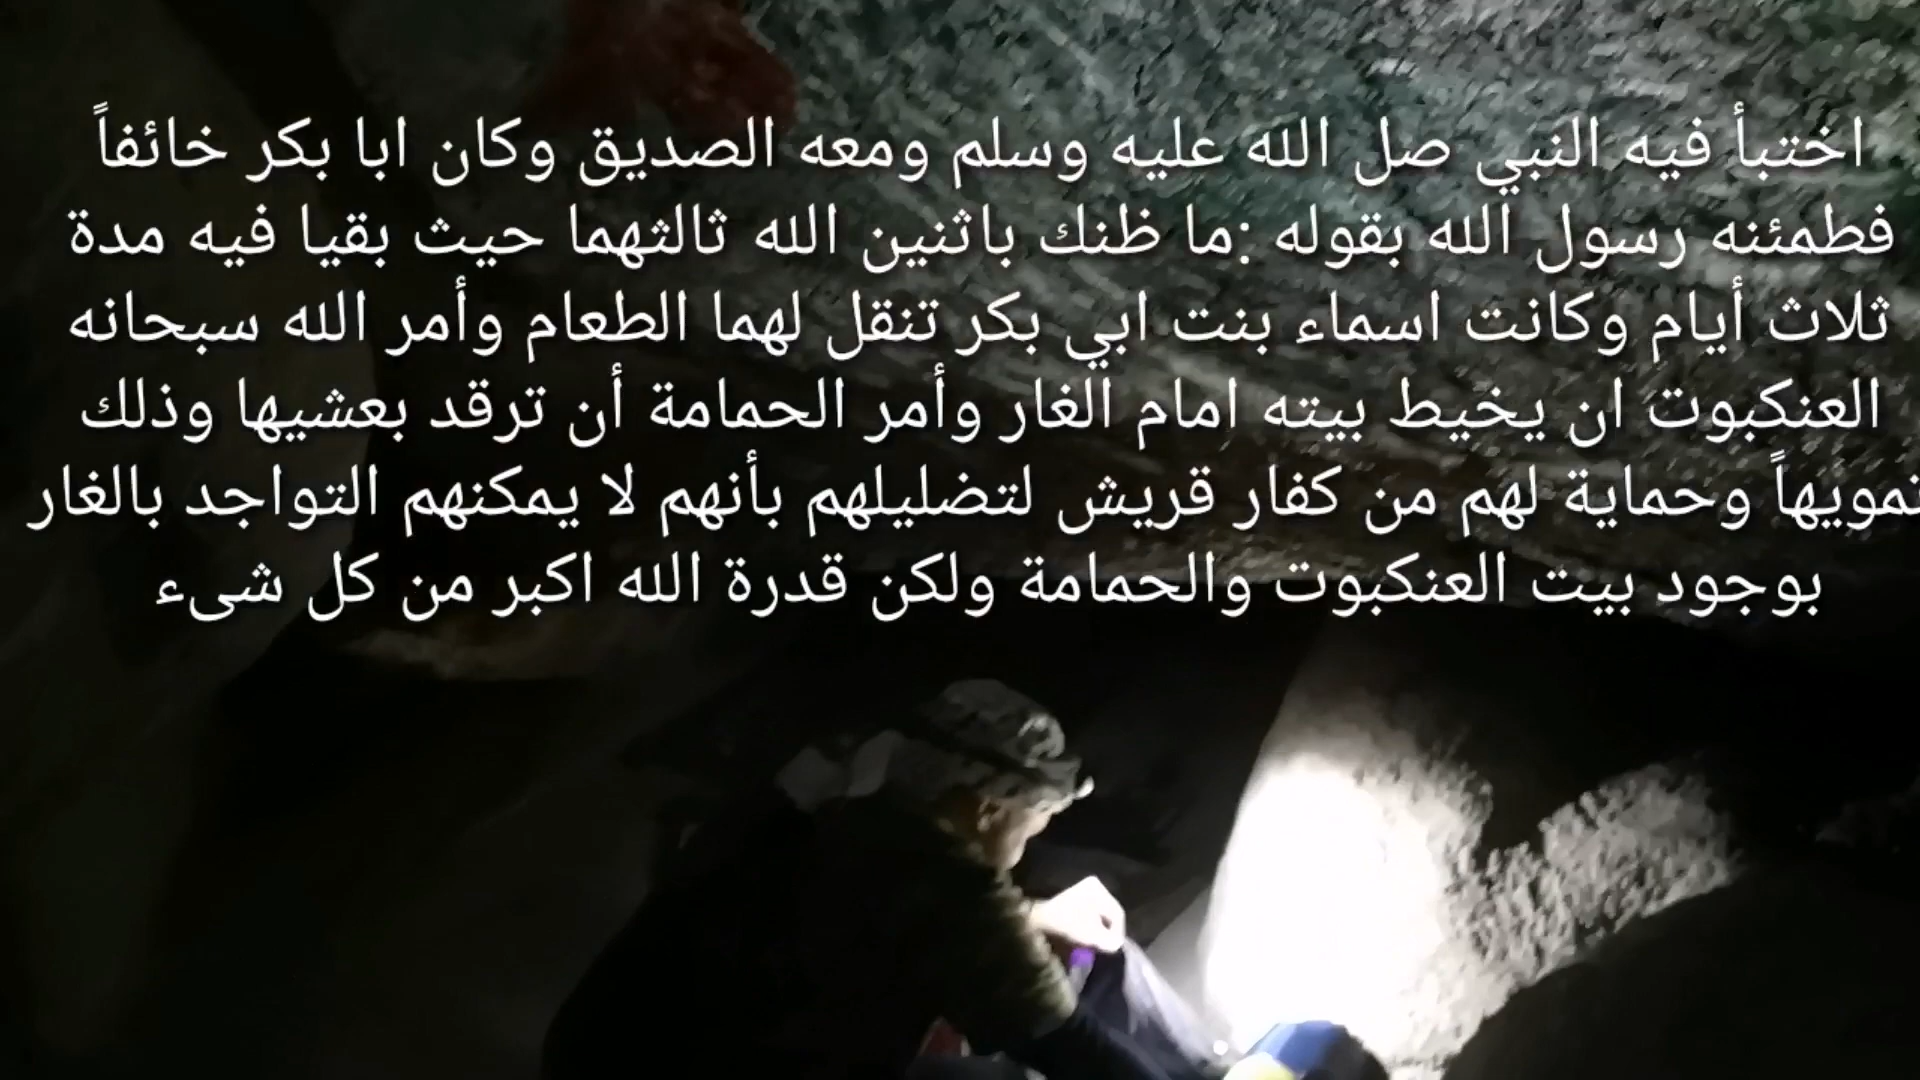 اختبأ فيه النبي صل الله عليه وسلم ومعه الصديق وكان ابا بكر خائفاً
فطمئنه رسول الله بقوله :ما ظنك باثنين الله ثالثهما حيث بقيا فيه مدة
ثلاث أيام وكانت اسماء بنت ابي بكر تنقل لهما الطعام وأمر الله سبحانه
العنكبوت ان يخيط بيته امام الغار وأمر الحمامة أن ترقد بعشيها وذلك
تمويهاً وحماية لهم من كفار قريش لتضليلهم بأنهم لا يمكنهم التواجد بالغار
بوجود بيت العنكبوت والحمامة ولكن قدرة الله اكبر من كل شىء